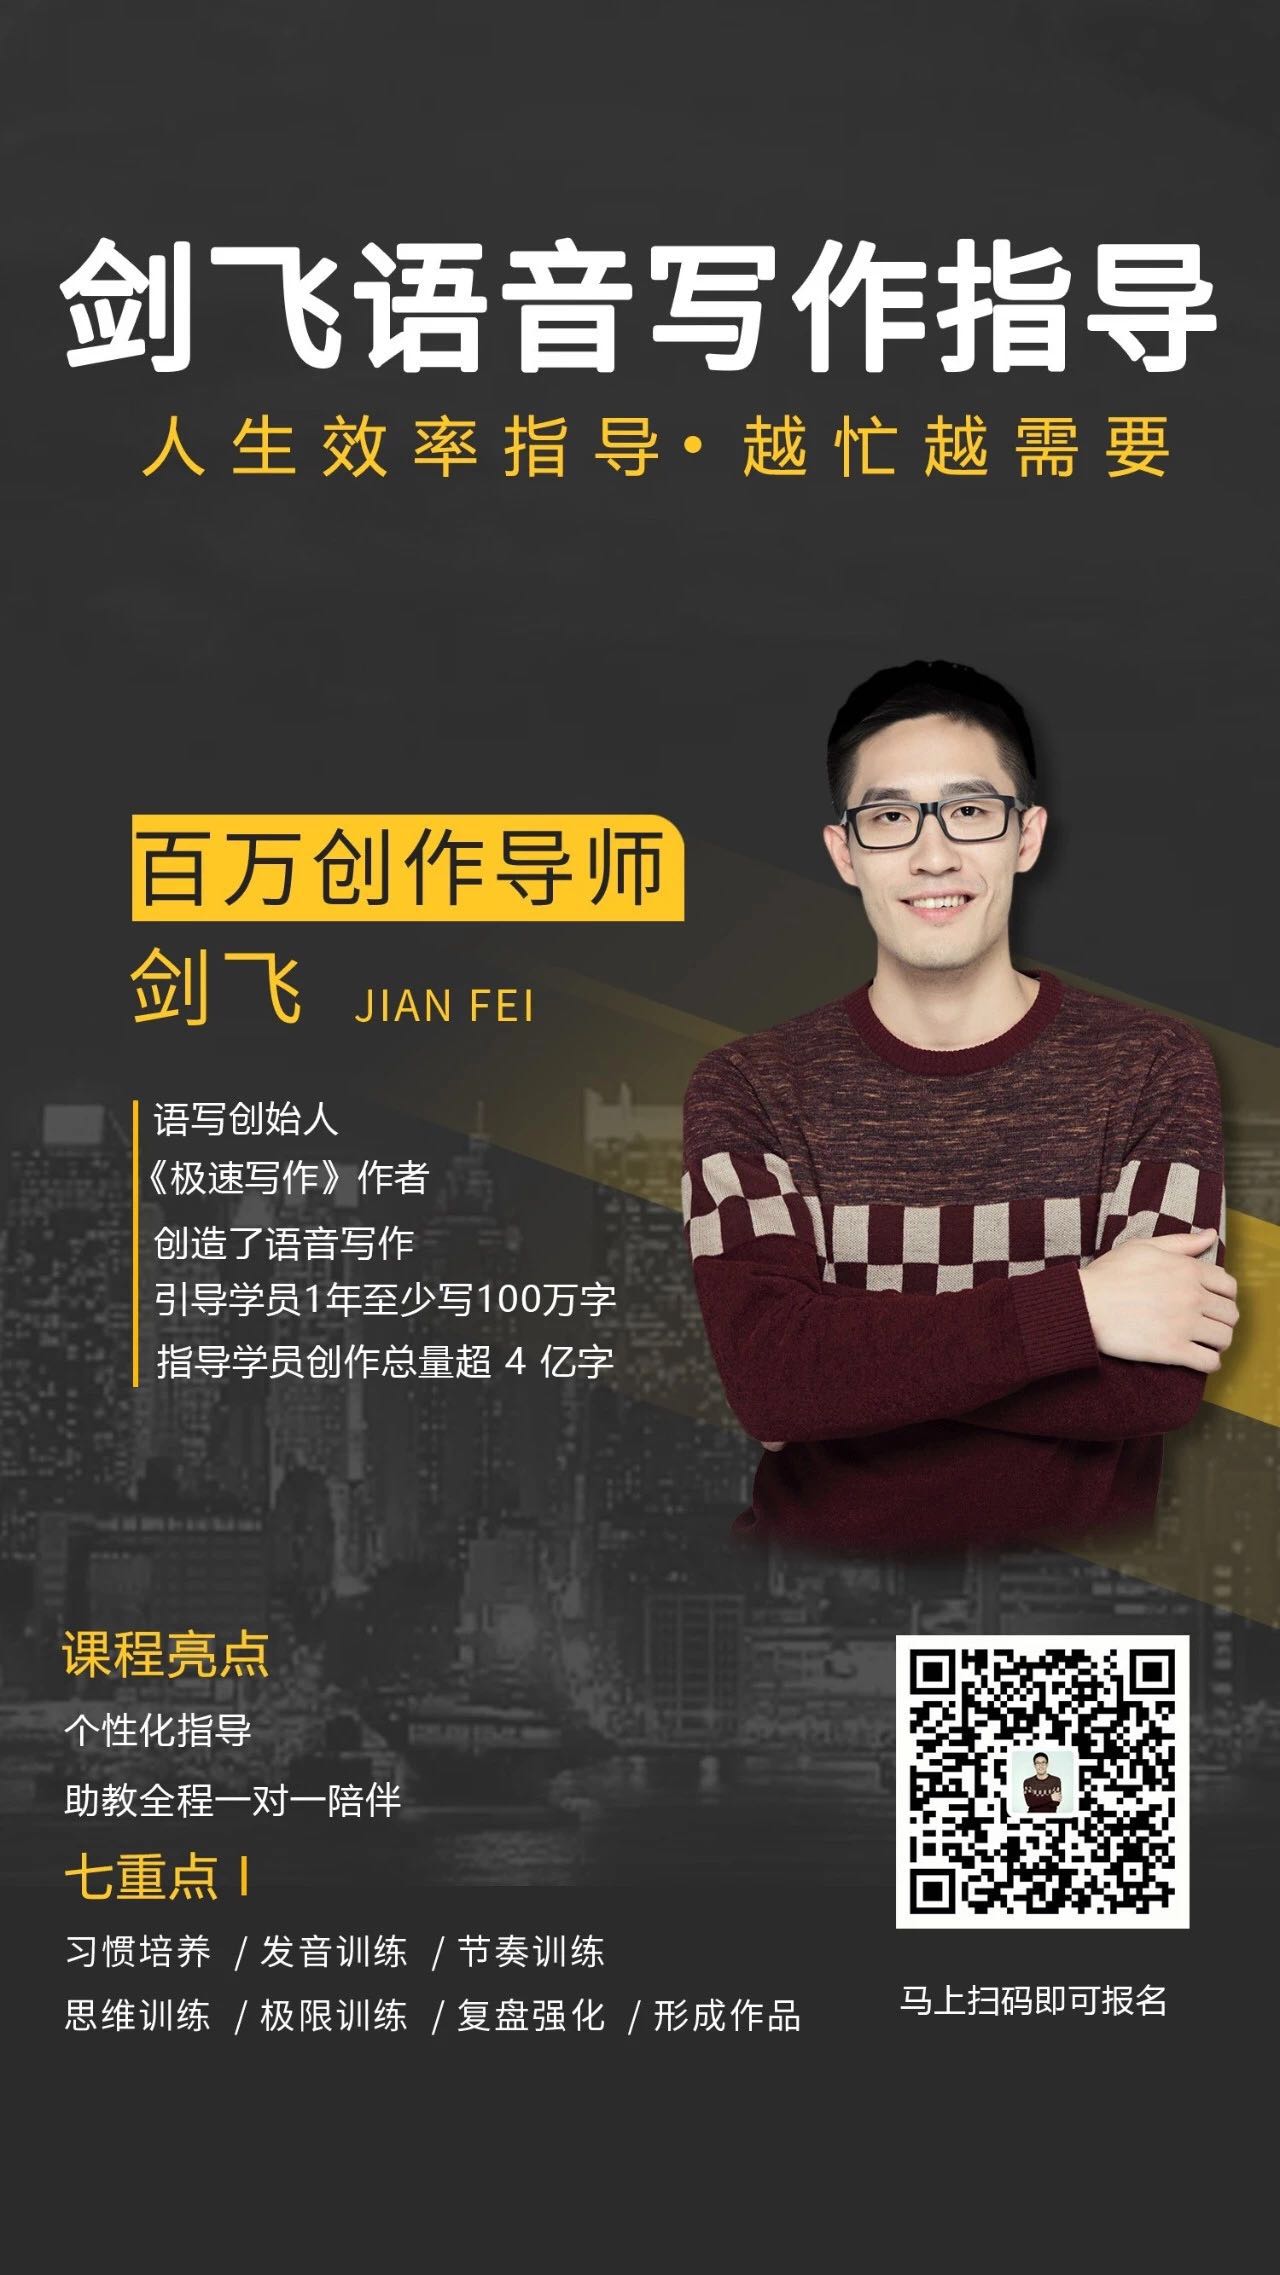 剑飞语音写作指导
人生效率指导·越忙越需要
百万创作导师
剑飞 JIAN FEI
语写创始人
《极速写作》作者
创造了语音写作
引导学员1年至少写100万字
指导学员创作总量超 4 亿字
课程亮点
个性化指导
助教全程一对一陪伴
七重点 |
习惯培养 / 发音训练 / 节奏训练
思维训练 / 极限训练 / 复盘强化 / 形成作品
马上扫码即可报名